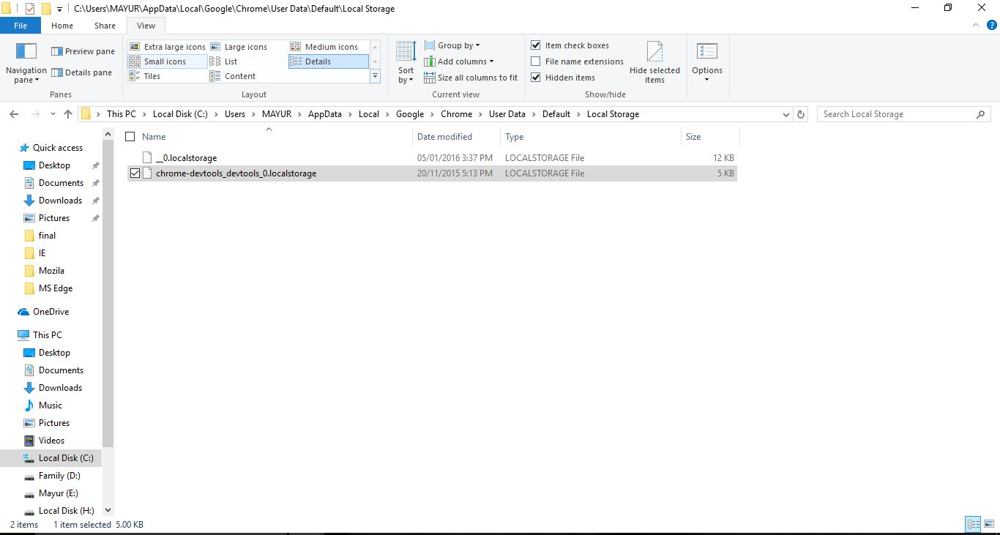 C:\Users\MAYUR\AppData\Local\Google\Chrome\User Data\Default\Local Storage
File Home Share View
Navigation pane
Preview pane
Details pane
Panes
Extra large icons Large icons Medium icons
Small icons List Details
Tiles Content
Layout
Sort by
Group by
Add columns
Size all columns to fit
Current view
Item check boxes
File name extensions
Hidden items
Hide selected items
Show/hide
Options
This PC Local Disk (C:) Users MAYUR AppData Local Google Chrome User Data Default Local Storage
Search Local Storage
Quick access
Desktop
Documents
Downloads
Pictures
final
IE
Mozila
MS Edge
OneDrive
This PC
Desktop
Documents
Downloads
Music
Pictures
Videos
Local Disk (C:)
Family (D:)
Mayur (E:)
Local Disk (H:)
Name Date modified Type Size
__0.localstorage 05/01/2016 3:37 PM LOCALSTORAGE File 12 KB
chrome-devtools_devtools_0.localstorage 20/11/2015 5:13 PM LOCALSTORAGE File 5 KB
2 items 1 item selected 5.00 KB